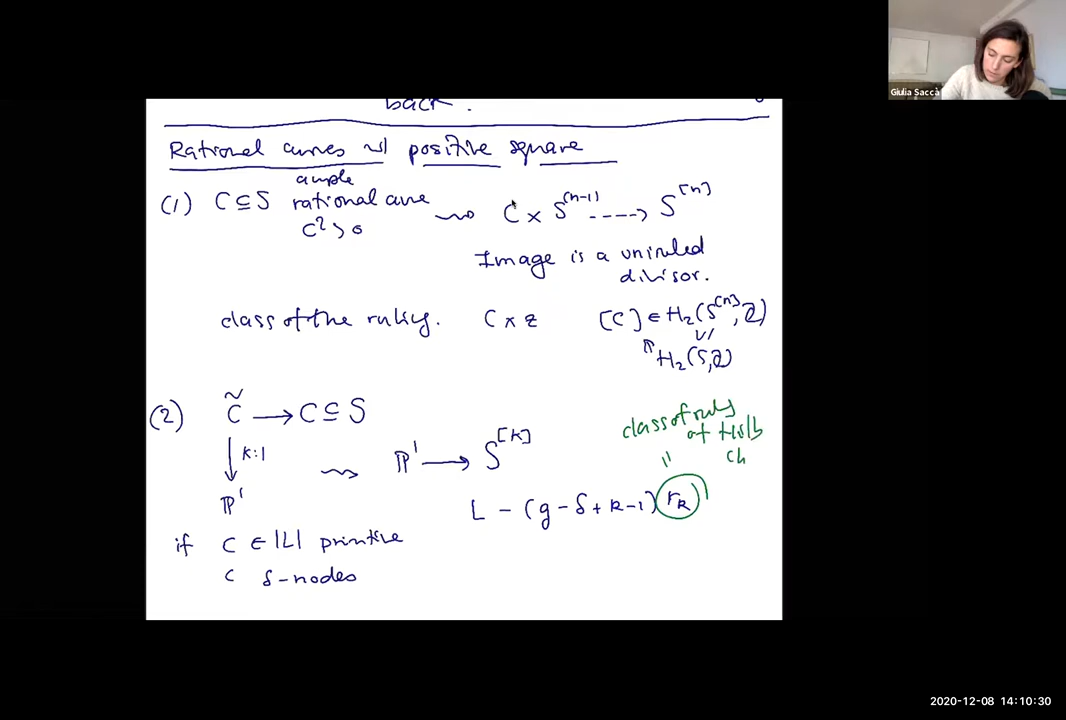 Giulia Saccà
back.
Rational curves w/ positive square
ample
(1) C ⊆ S rational curve ⇝ C × S^(n-1) ----> S^[n]
C² > 0
Image is a uniruled
divisor.
class of the ruling. C × z [C] ∈ H₂(S^[n], Z)
∪1
↑ H₂(S, Z)
(2) C̃ → C ⊆ S
↓ k:1 ⇝ P¹ → S^[k]
P¹
class of ruling
of Hilb
ch
L - (g - δ + k - 1) r_k
if C ∈ |L| primitive
C δ-nodes
2020-12-08 14:10:30